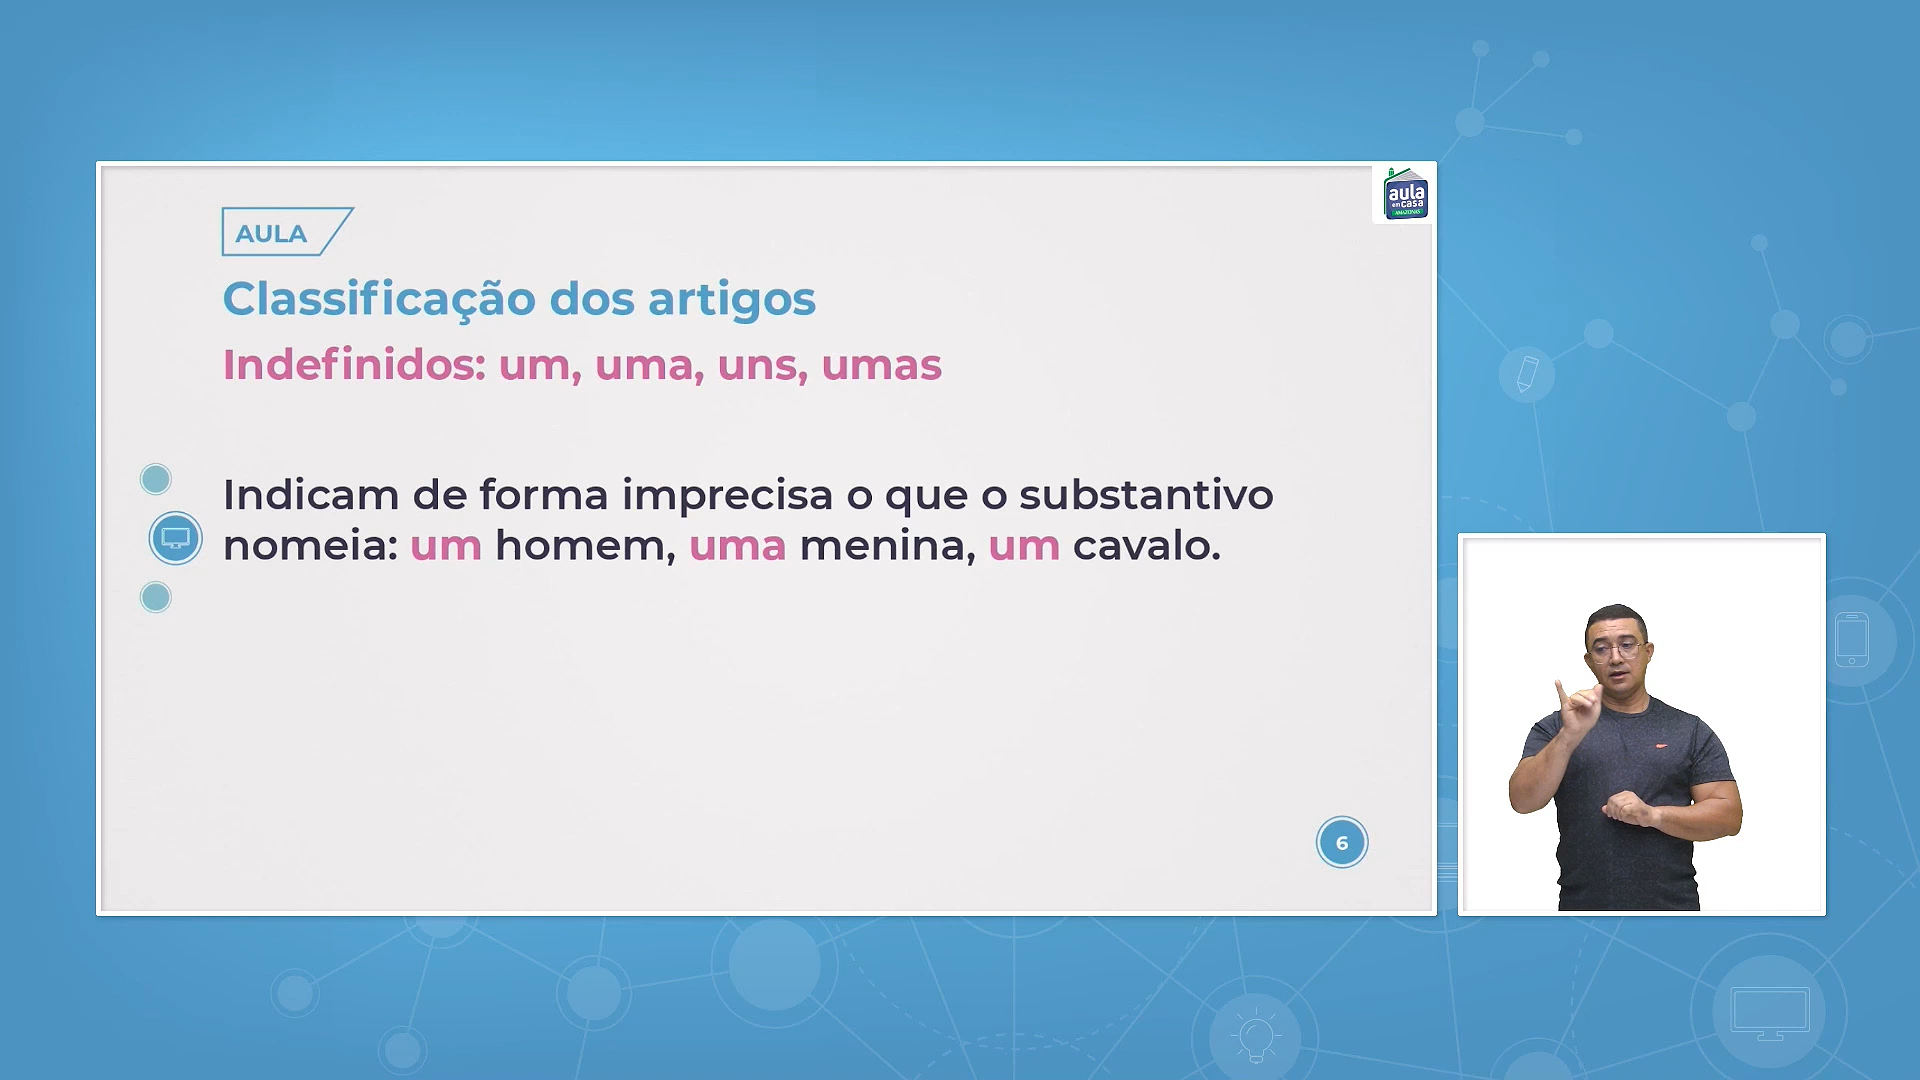 aula
em casa
AMAZONAS
AULA
Classificação dos artigos
Indefinidos: um, uma, uns, umas
Indicam de forma imprecisa o que o substantivo
nomeia: um homem, uma menina, um cavalo.
6